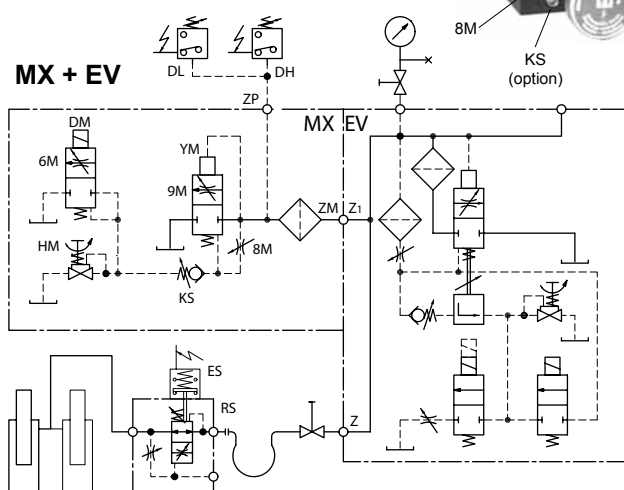 8M
KS
(option)
MX + EV
DL
DH
ZP
MX
EV
DM
6M
YM
9M
ZM
Z1
HM
8M
KS
ES
RS
Z